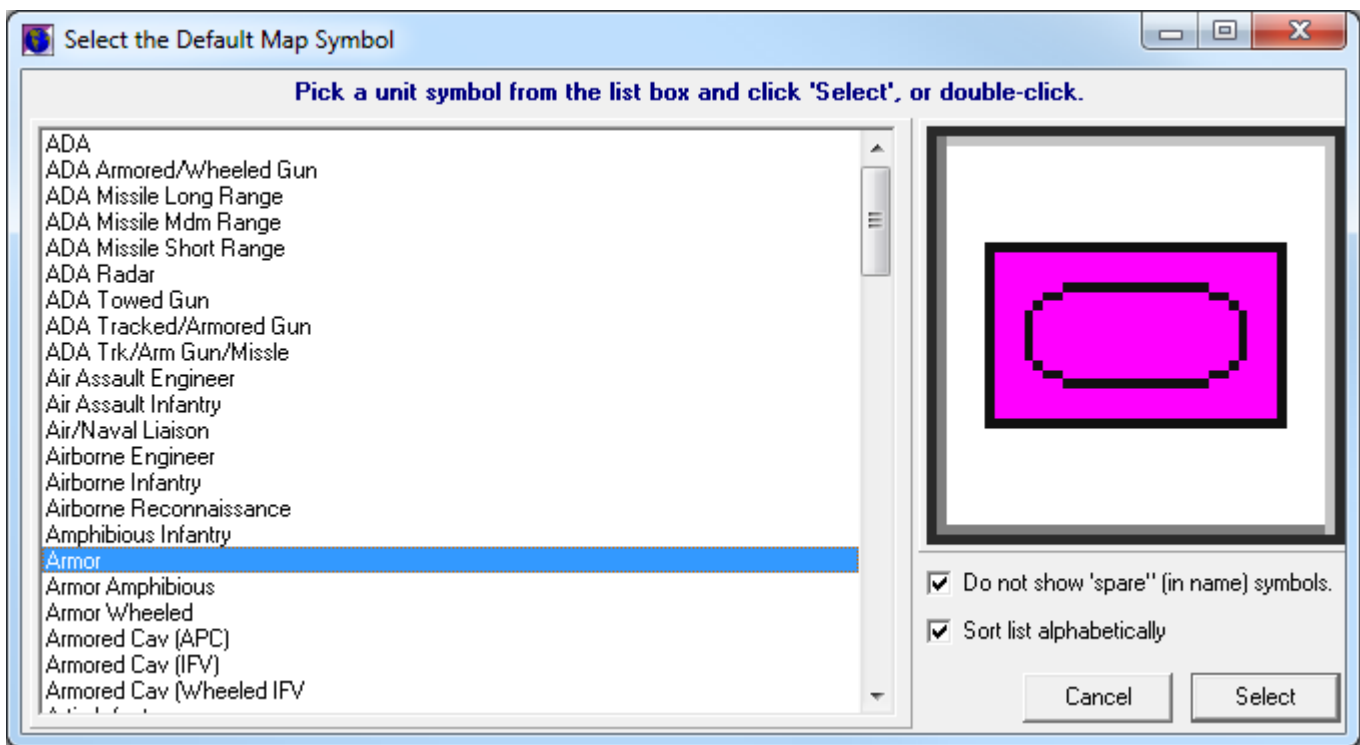 Select the Default Map Symbol
Pick a unit symbol from the list box and click 'Select', or double-click.
ADA
ADA Armored/Wheeled Gun
ADA Missile Long Range
ADA Missile Mdm Range
ADA Missile Short Range
ADA Radar
ADA Towed Gun
ADA Tracked/Armored Gun
ADA Trk/Arm Gun/Missle
Air Assault Engineer
Air Assault Infantry
Air/Naval Liaison
Airborne Engineer
Airborne Infantry
Airborne Reconnaissance
Amphibious Infantry
Armor
Armor Amphibious
Armor Wheeled
Armored Cav (APC)
Armored Cav (IFV)
Armored Cav (Wheeled IFV
Do not show 'spare" (in name) symbols.
Sort list alphabetically
Cancel
Select